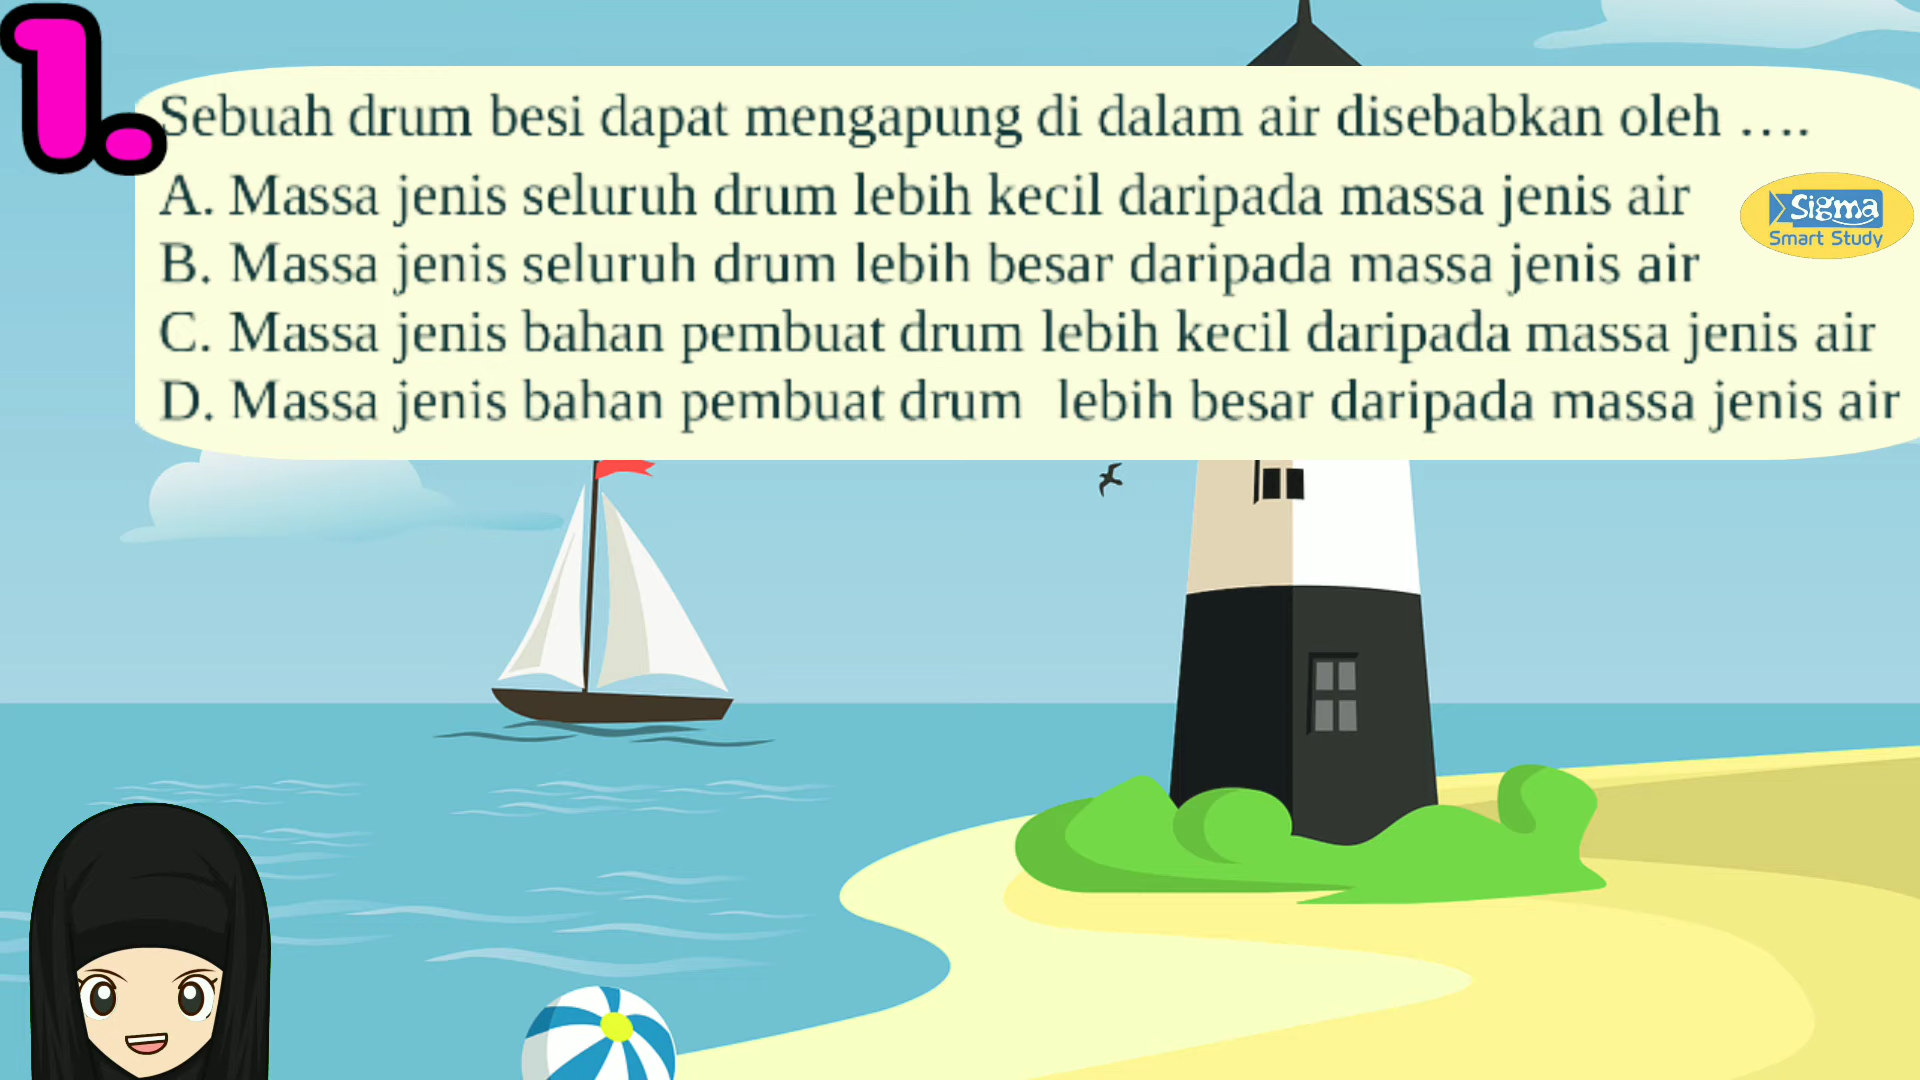 1.
Sebuah drum besi dapat mengapung di dalam air disebabkan oleh ....
A. Massa jenis seluruh drum lebih kecil daripada massa jenis air
B. Massa jenis seluruh drum lebih besar daripada massa jenis air
C. Massa jenis bahan pembuat drum lebih kecil daripada massa jenis air
D. Massa jenis bahan pembuat drum lebih besar daripada massa jenis air
Sigma
Smart Study